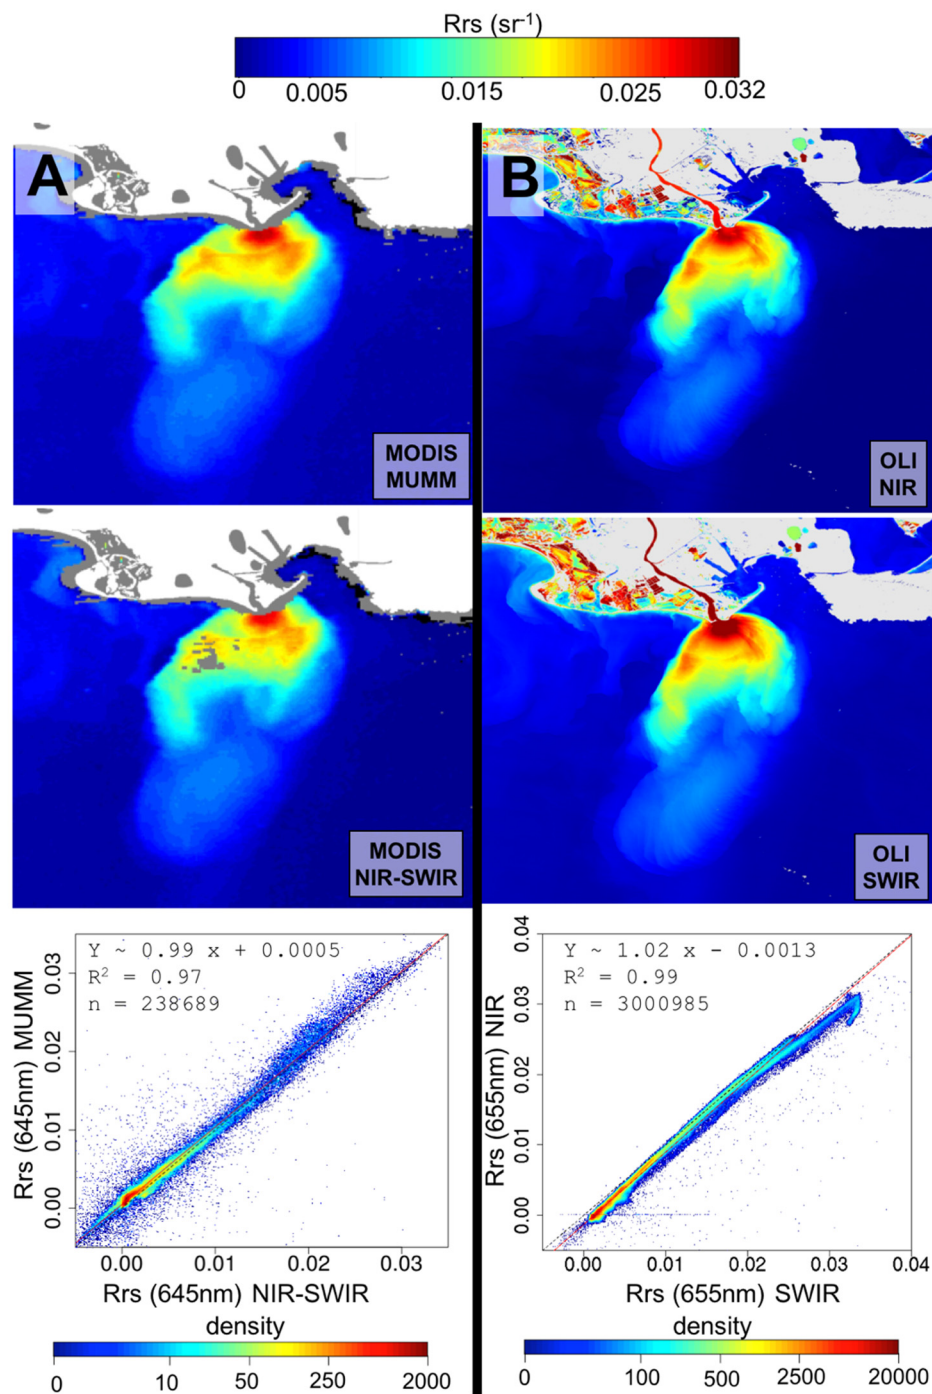 Rrs (sr⁻¹)
0 0.005 0.015 0.025 0.032
A
B
MODIS
MUMM
OLI
NIR
MODIS
NIR-SWIR
OLI
SWIR
Y ~ 0.99 x + 0.0005
R² = 0.97
n = 238689
Rrs (645nm) MUMM
0.03
0.02
0.01
0.00
0.00 0.01 0.02 0.03
Rrs (645nm) NIR-SWIR
density
0 10 50 250 2000
Y ~ 1.02 x - 0.0013
R² = 0.99
n = 3000985
Rrs (655nm) NIR
0.04
0.03
0.02
0.01
0.00
0.00 0.01 0.02 0.03 0.04
Rrs (655nm) SWIR
density
0 100 500 2500 20000